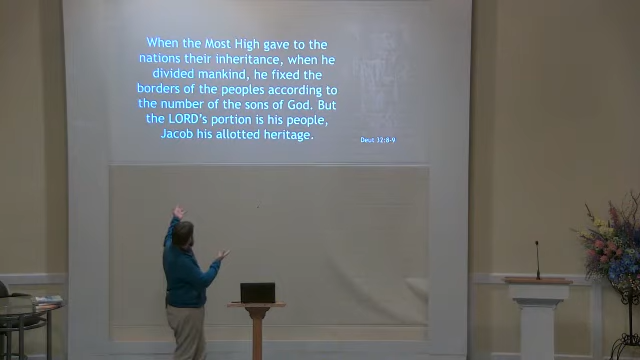 When the Most High gave to the
nations their inheritance, when he
divided mankind, he fixed the
borders of the peoples according to
the number of the sons of God. But
the LORD's portion is his people,
Jacob his allotted heritage.
Deut 32:8-9